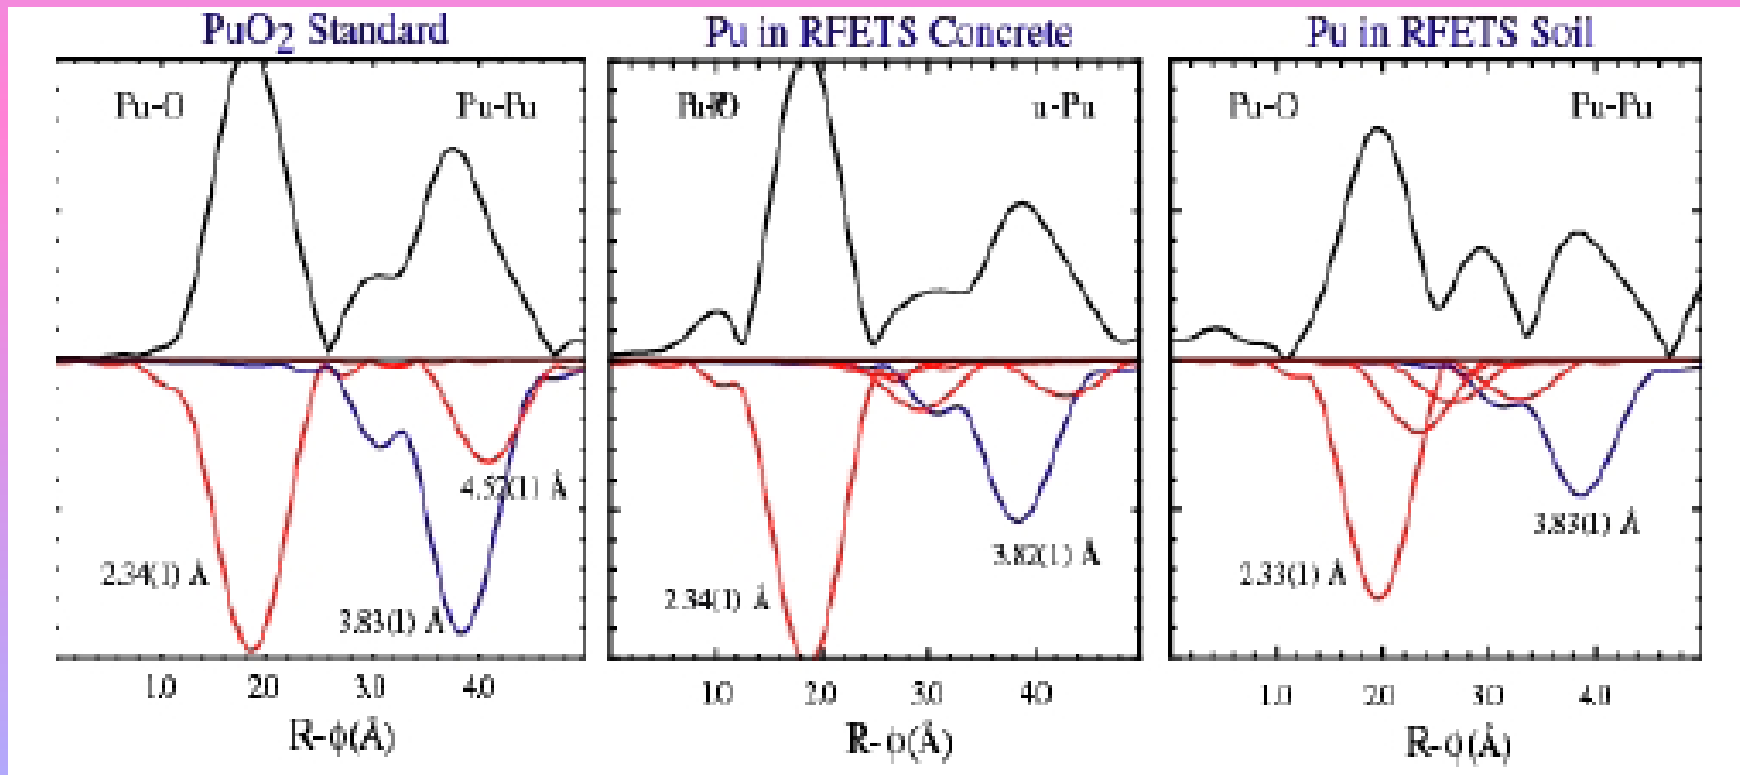 PuO2 Standard
Pu-O
Pu-Pu
2.34(1) Å
3.83(1) Å
4.52(1) Å
1.0 2.0 3.0 4.0
R-ϕ(Å)
Pu in RFETS Concrete
u-Pu
2.34(1) Å
3.82(1) Å
1.0 2.0 3.0 4.0
R-ϕ(Å)
Pu in RFETS Soil
Pu-O
Pu-Pu
2.33(1) Å
3.83(1) Å
1.0 2.0 3.0 4.0
R-ϕ(Å)